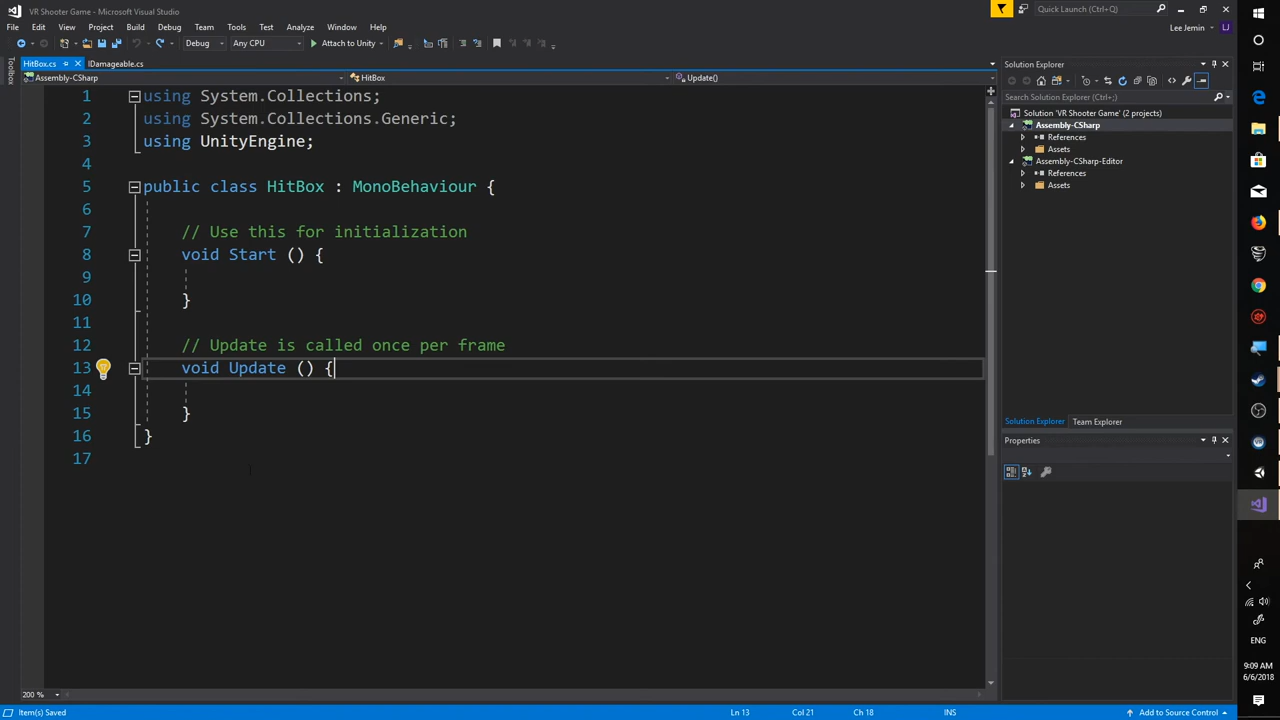 VR Shooter Game - Microsoft Visual Studio
Quick Launch (Ctrl+;)
File Edit View Project Build Debug Team Tools Test Analyze Window Help
Lee Jemin LJ
Debug Any CPU Attach to Unity
HitBox.cs IDamageable.cs
Toolbox
Assembly-CSharp HitBox Update()
1 using System.Collections;
2 using System.Collections.Generic;
3 using UnityEngine;
4
5 public class HitBox : MonoBehaviour {
6
7 // Use this for initialization
8 void Start () {
9
10 }
11
12 // Update is called once per frame
13 void Update () {
14
15 }
16 }
17
200 %
Solution Explorer
Search Solution Explorer (Ctrl+;)
Solution 'VR Shooter Game' (2 projects)
Assembly-CSharp
References
Assets
Assembly-CSharp-Editor
References
Assets
Solution Explorer Team Explorer
Properties
Item(s) Saved Ln 13 Col 21 Ch 18 INS Add to Source Control
ENG
9:09 AM
6/6/2018